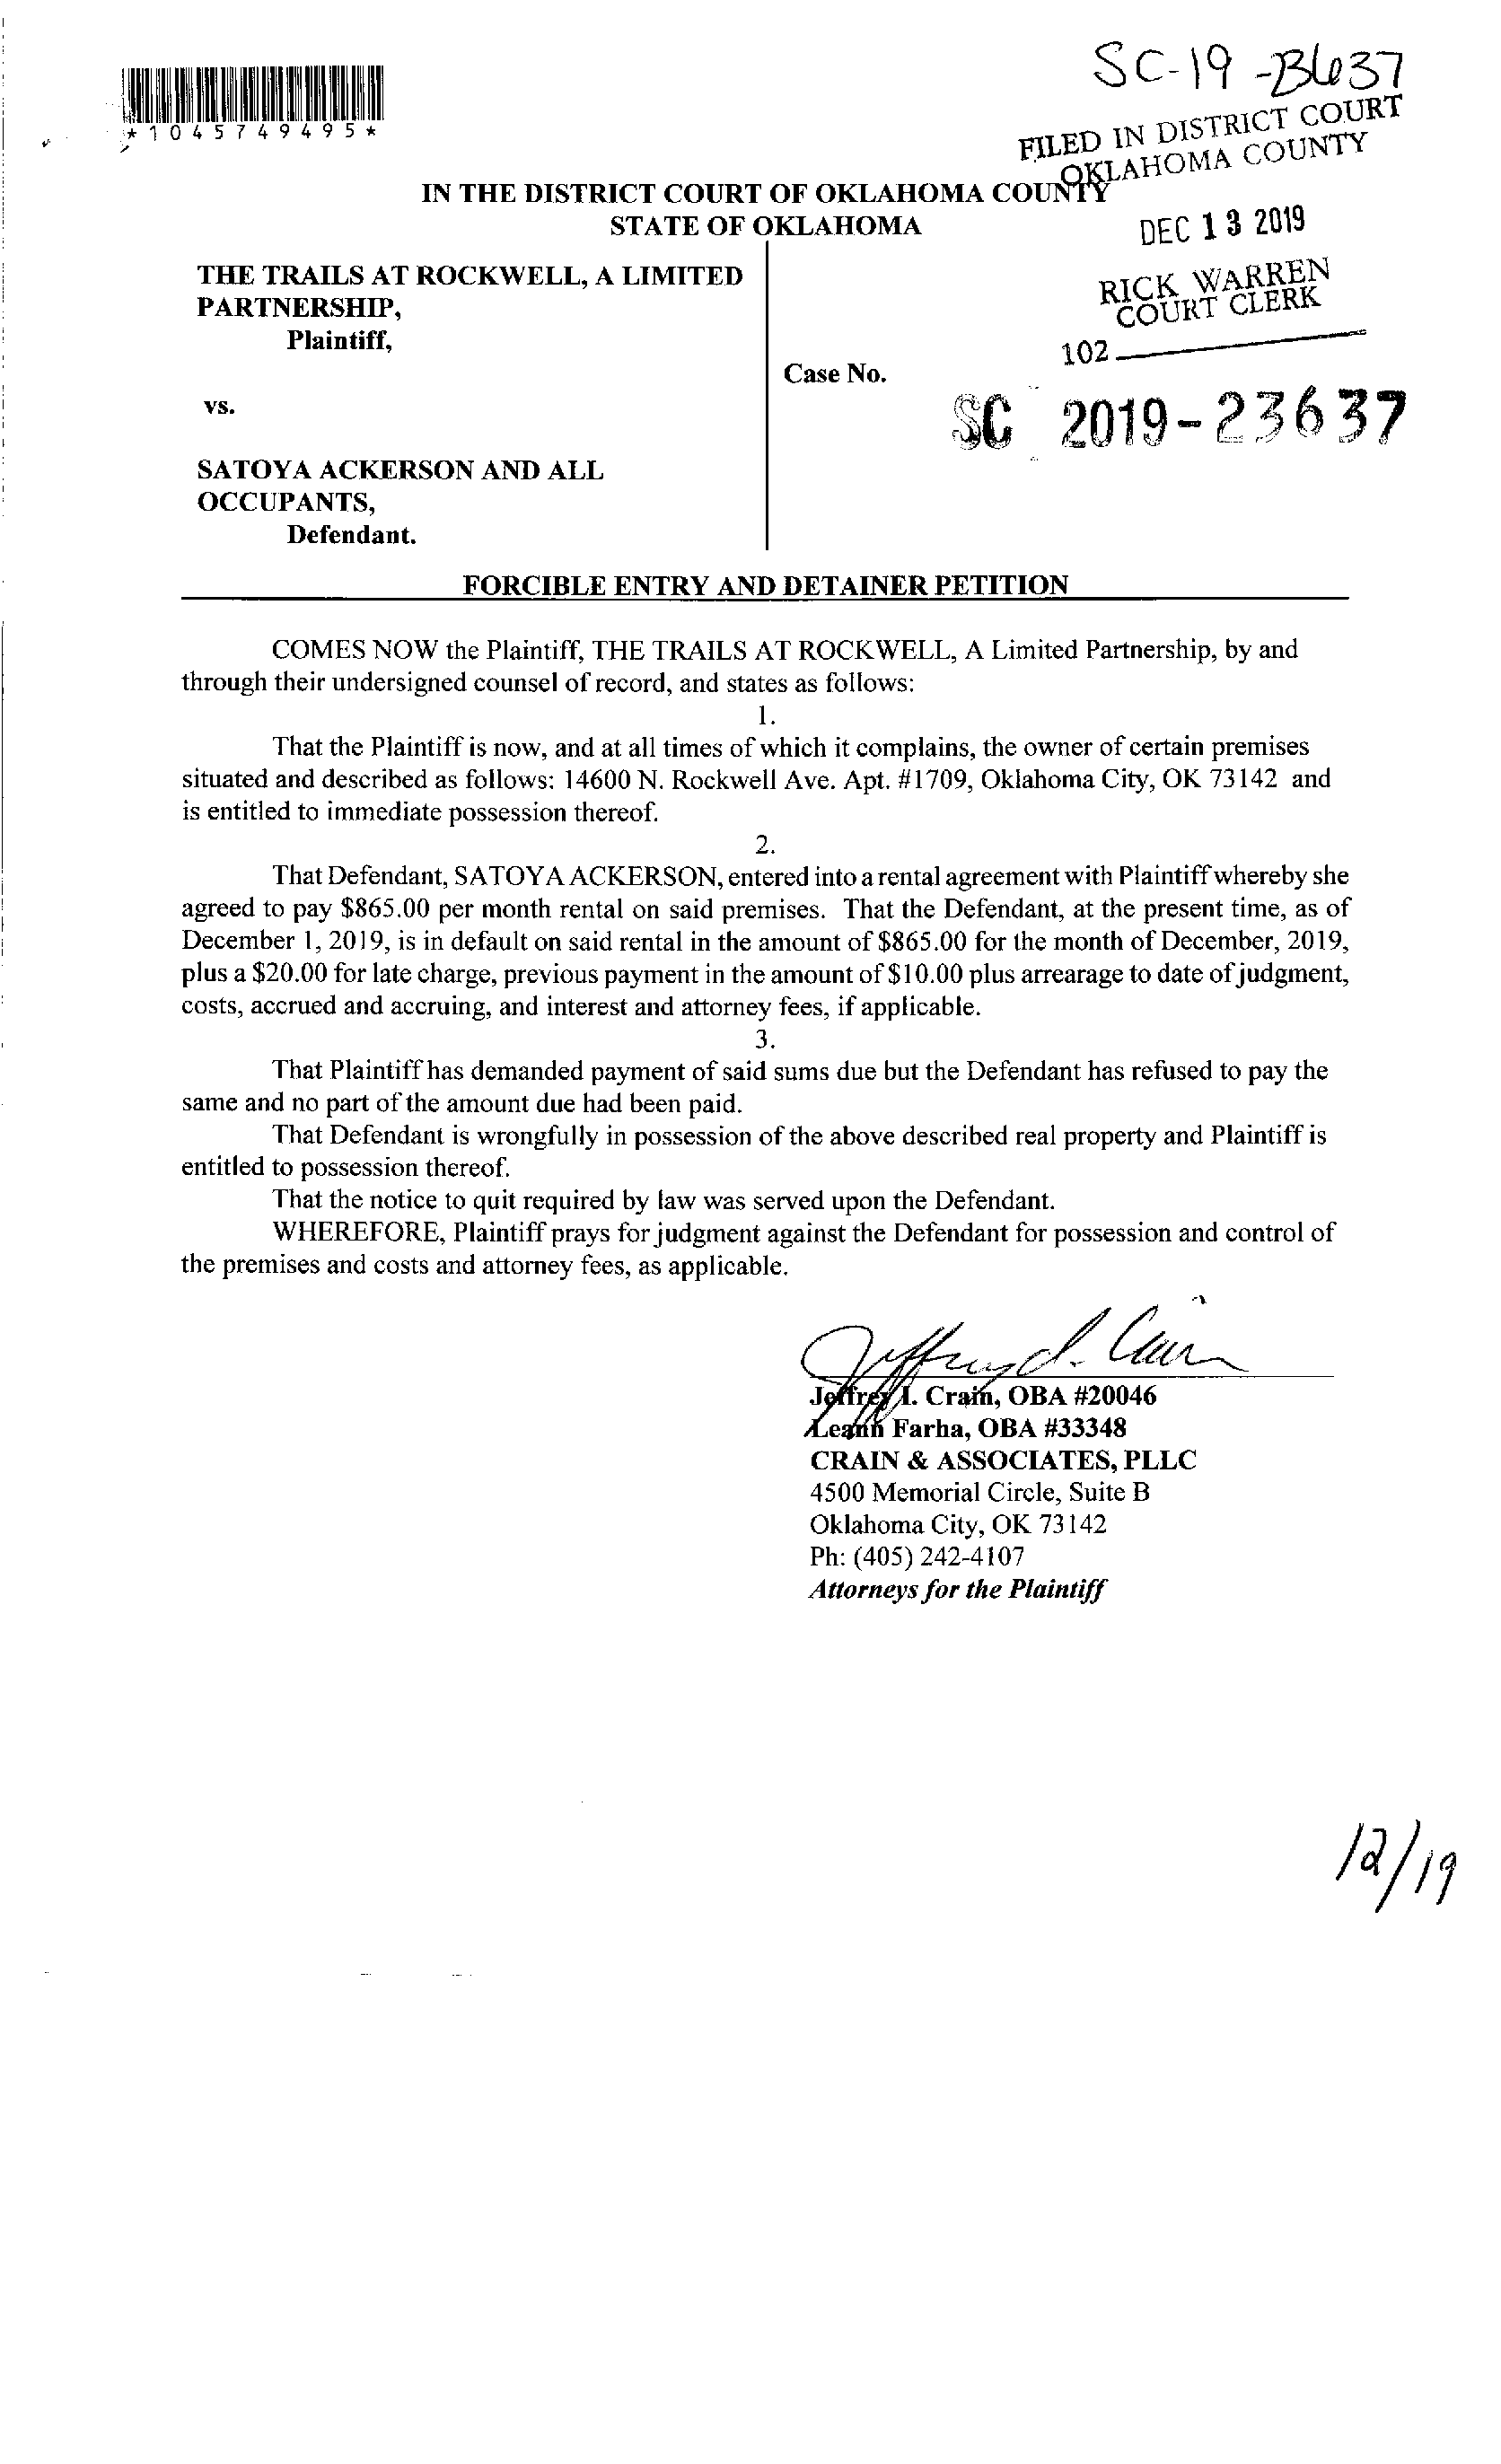 SC-19-B637
*1045749495*
FILED IN DISTRICT COURT
OKLAHOMA COUNTY
IN THE DISTRICT COURT OF OKLAHOMA COUNTY
STATE OF OKLAHOMA
DEC 13 2019
THE TRAILS AT ROCKWELL, A LIMITED
PARTNERSHIP,
Plaintiff,
RICK WARREN
COURT CLERK
102
Case No.
vs.
SC 2019-23637
SATOYA ACKERSON AND ALL
OCCUPANTS,
Defendant.
FORCIBLE ENTRY AND DETAINER PETITION
COMES NOW the Plaintiff, THE TRAILS AT ROCKWELL, A Limited Partnership, by and
through their undersigned counsel of record, and states as follows:
1.
That the Plaintiff is now, and at all times of which it complains, the owner of certain premises
situated and described as follows: 14600 N. Rockwell Ave. Apt. #1709, Oklahoma City, OK 73142 and
is entitled to immediate possession thereof.
2.
That Defendant, SATOYA ACKERSON, entered into a rental agreement with Plaintiff whereby she
agreed to pay $865.00 per month rental on said premises. That the Defendant, at the present time, as of
December 1, 2019, is in default on said rental in the amount of $865.00 for the month of December, 2019,
plus a $20.00 for late charge, previous payment in the amount of $10.00 plus arrearage to date of judgment,
costs, accrued and accruing, and interest and attorney fees, if applicable.
3.
That Plaintiff has demanded payment of said sums due but the Defendant has refused to pay the
same and no part of the amount due had been paid.
That Defendant is wrongfully in possession of the above described real property and Plaintiff is
entitled to possession thereof.
That the notice to quit required by law was served upon the Defendant.
WHEREFORE, Plaintiff prays for judgment against the Defendant for possession and control of
the premises and costs and attorney fees, as applicable.
Jeffrey I. Crain, OBA #20046
Leann Farha, OBA #33348
CRAIN & ASSOCIATES, PLLC
4500 Memorial Circle, Suite B
Oklahoma City, OK 73142
Ph: (405) 242-4107
Attorneys for the Plaintiff
12/19